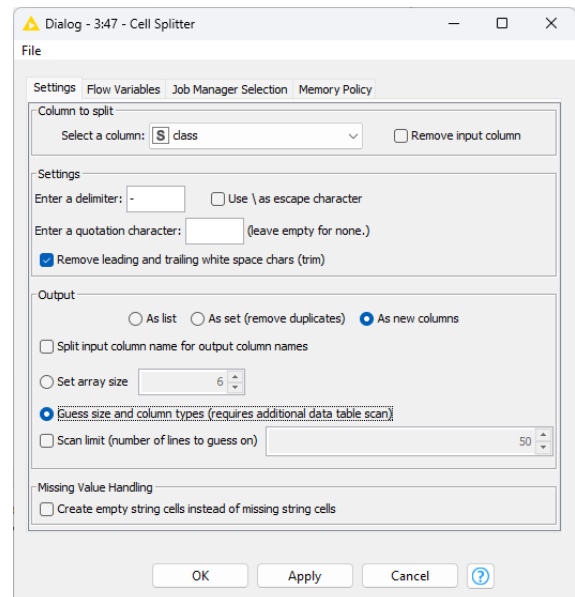 Dialog - 3:47 - Cell Splitter
File
Settings Flow Variables Job Manager Selection Memory Policy
Column to split
Select a column: S class Remove input column
Settings
Enter a delimiter: - Use \ as escape character
Enter a quotation character: (leave empty for none.)
Remove leading and trailing white space chars (trim)
Output
As list As set (remove duplicates) As new columns
Split input column name for output column names
Set array size 6
Guess size and column types (requires additional data table scan)
Scan limit (number of lines to guess on) 50
Missing Value Handling
Create empty string cells instead of missing string cells
OK Apply Cancel ?